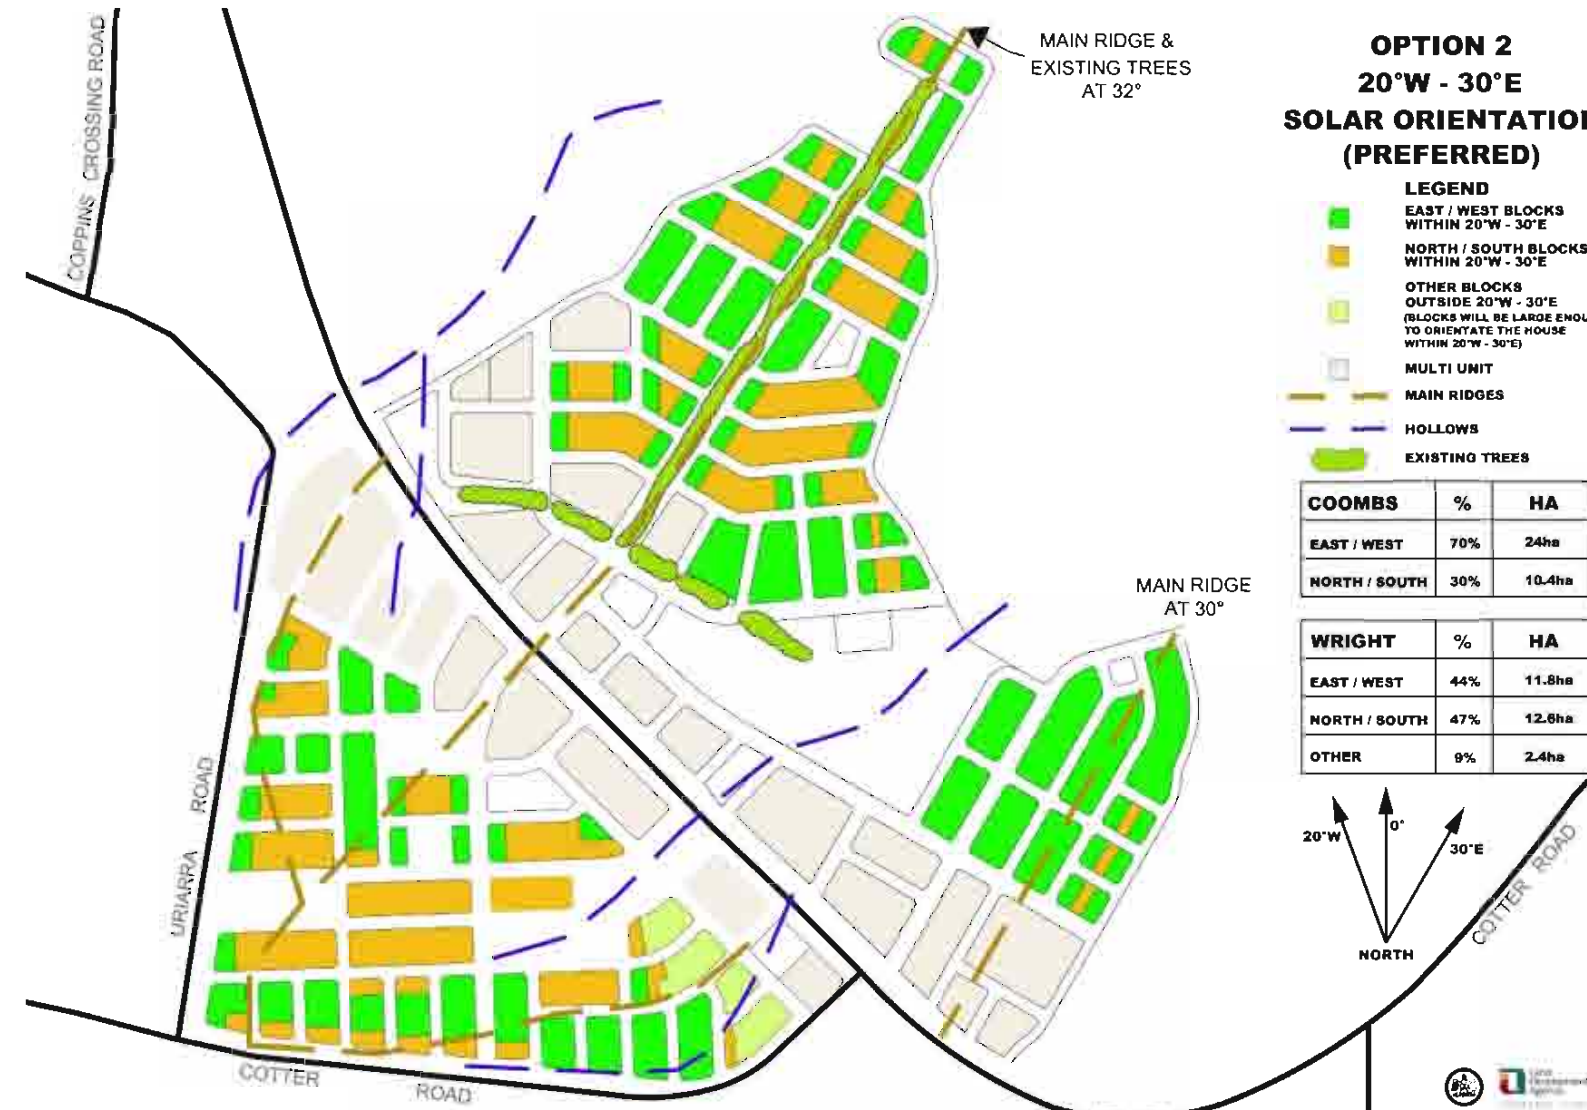 COPPINS CROSSING ROAD
MAIN RIDGE &
EXISTING TREES
AT 32°
OPTION 2
20°W - 30°E
SOLAR ORIENTATION
(PREFERRED)
LEGEND
EAST / WEST BLOCKS
WITHIN 20°W - 30°E
NORTH / SOUTH BLOCKS
WITHIN 20°W - 30°E
OTHER BLOCKS
OUTSIDE 20°W - 30°E
(BLOCKS WILL BE LARGE ENOU
TO ORIENTATE THE HOUSE
WITHIN 20°W - 30°E)
MULTI UNIT
MAIN RIDGES
HOLLOWS
EXISTING TREES
COOMBS % HA
EAST / WEST 70% 24ha
NORTH / SOUTH 30% 10.4ha
WRIGHT % HA
EAST / WEST 44% 11.8ha
NORTH / SOUTH 47% 12.6ha
OTHER 9% 2.4ha
MAIN RIDGE
AT 30°
20°W
0°
30°E
NORTH
COTTER ROAD
URIARRA ROAD
COTTER ROAD